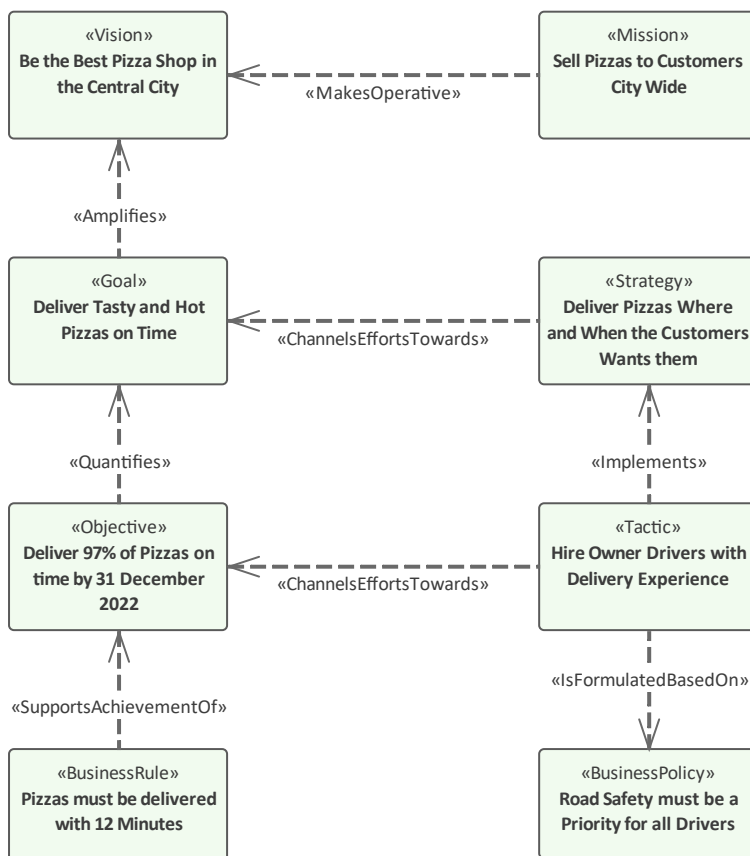 «Vision»
Be the Best Pizza Shop in
the Central City
«Mission»
Sell Pizzas to Customers
City Wide
«MakesOperative»
«Amplifies»
«Goal»
Deliver Tasty and Hot
Pizzas on Time
«Strategy»
Deliver Pizzas Where
and When the Customers
Wants them
«ChannelsEffortsTowards»
«Quantifies»
«Implements»
«Objective»
Deliver 97% of Pizzas on
time by 31 December
2022
«Tactic»
Hire Owner Drivers with
Delivery Experience
«ChannelsEffortsTowards»
«SupportsAchievementOf»
«IsFormulatedBasedOn»
«BusinessRule»
Pizzas must be delivered
with 12 Minutes
«BusinessPolicy»
Road Safety must be a
Priority for all Drivers